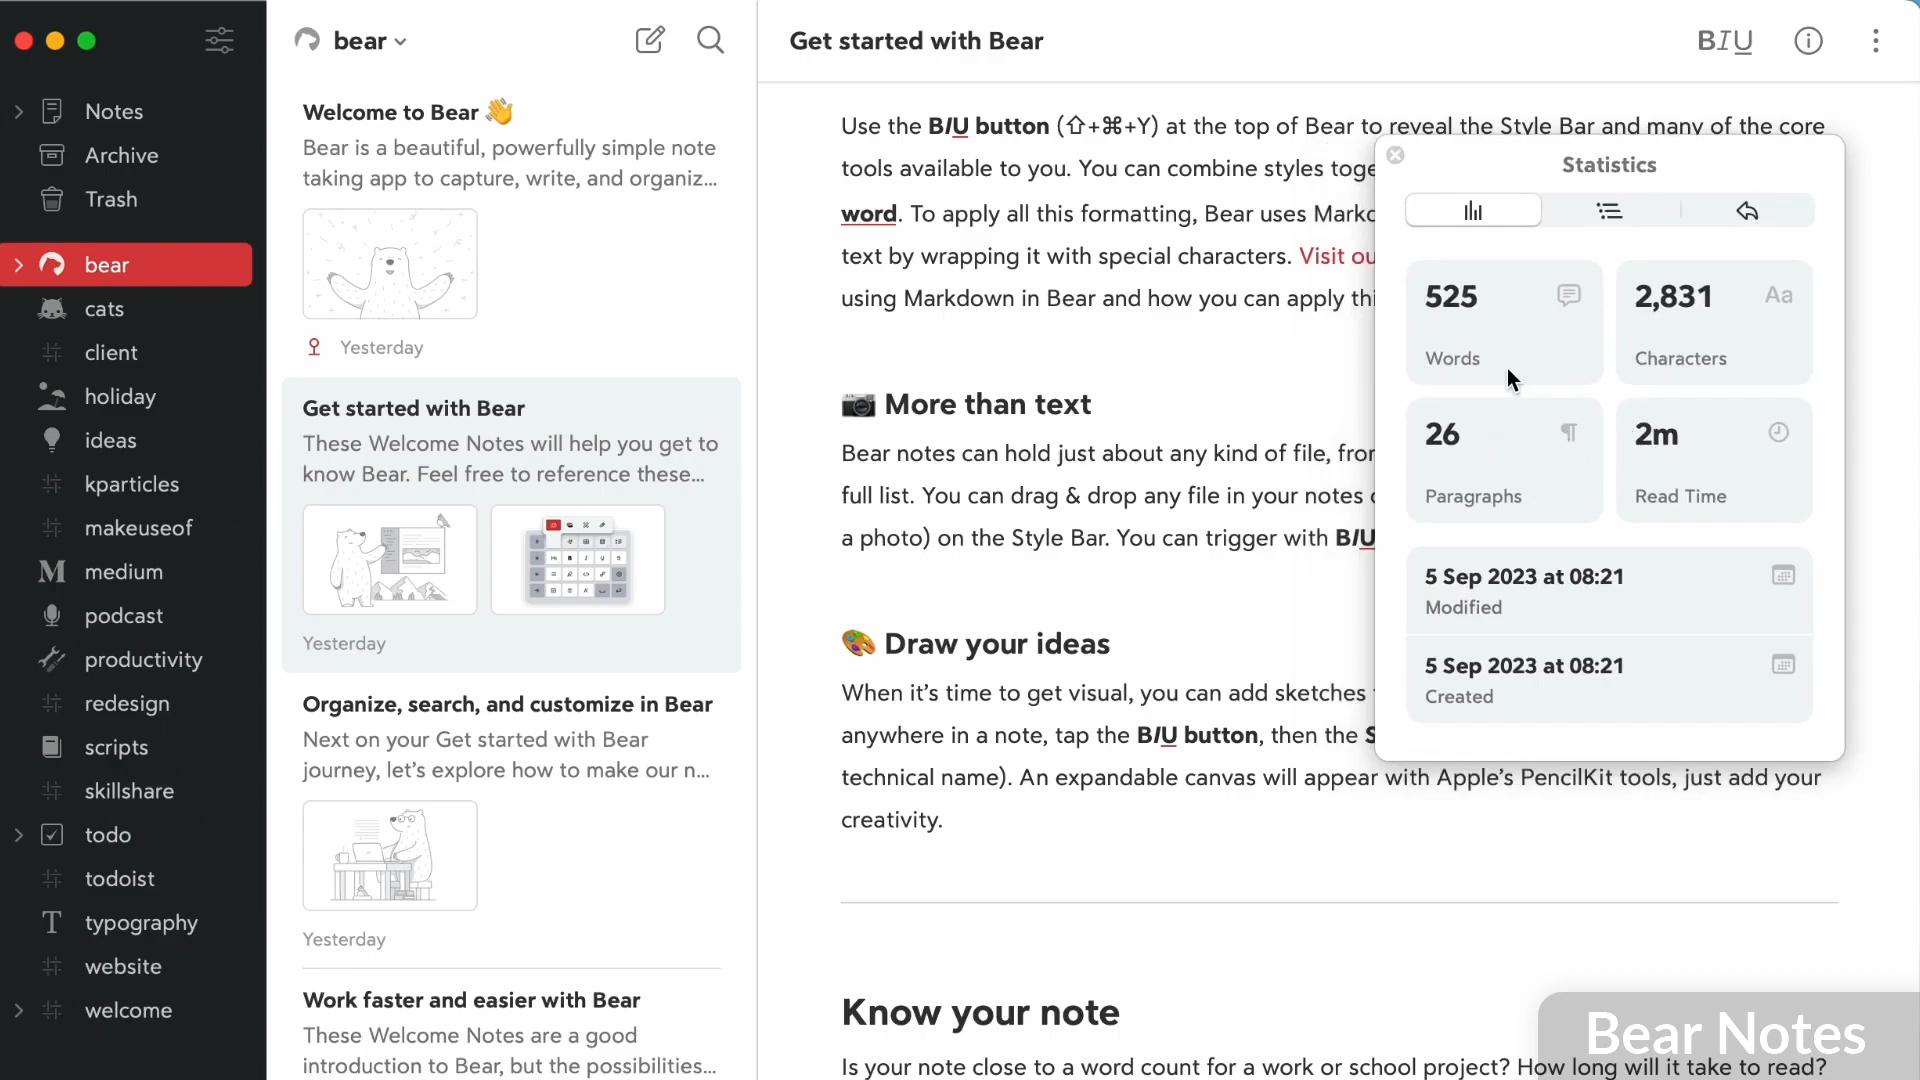 Notes
Archive
Trash
bear
cats
client
holiday
ideas
kparticles
makeuseof
medium
podcast
productivity
redesign
scripts
skillshare
todo
todoist
typography
website
welcome
bear
Welcome to Bear 👋
Bear is a beautiful, powerfully simple note
taking app to capture, write, and organiz...
Yesterday
Get started with Bear
These Welcome Notes will help you get to
know Bear. Feel free to reference these...
Yesterday
Organize, search, and customize in Bear
Next on your Get started with Bear
journey, let’s explore how to make our n...
Yesterday
Work faster and easier with Bear
These Welcome Notes are a good
introduction to Bear, but the possibilities...
Get started with Bear
BIU
Use the BIU button (⇧+⌘+Y) at the top of Bear to reveal the Style Bar and many of the core
tools available to you. You can combine styles toge
word. To apply all this formatting, Bear uses Markd
text by wrapping it with special characters. Visit ou
using Markdown in Bear and how you can apply thi
📷 More than text
Bear notes can hold just about any kind of file, fror
full list. You can drag & drop any file in your notes
a photo) on the Style Bar. You can trigger with BIU
🎨 Draw your ideas
When it’s time to get visual, you can add sketches
anywhere in a note, tap the BIU button, then the S
technical name). An expandable canvas will appear with Apple’s PencilKit tools, just add your
creativity.
Know your note
Is your note close to a word count for a work or school project? How long will it take to read?
Statistics
525
Words
2,831 Aa
Characters
26 ¶
Paragraphs
2m
Read Time
5 Sep 2023 at 08:21
Modified
5 Sep 2023 at 08:21
Created
Bear Notes